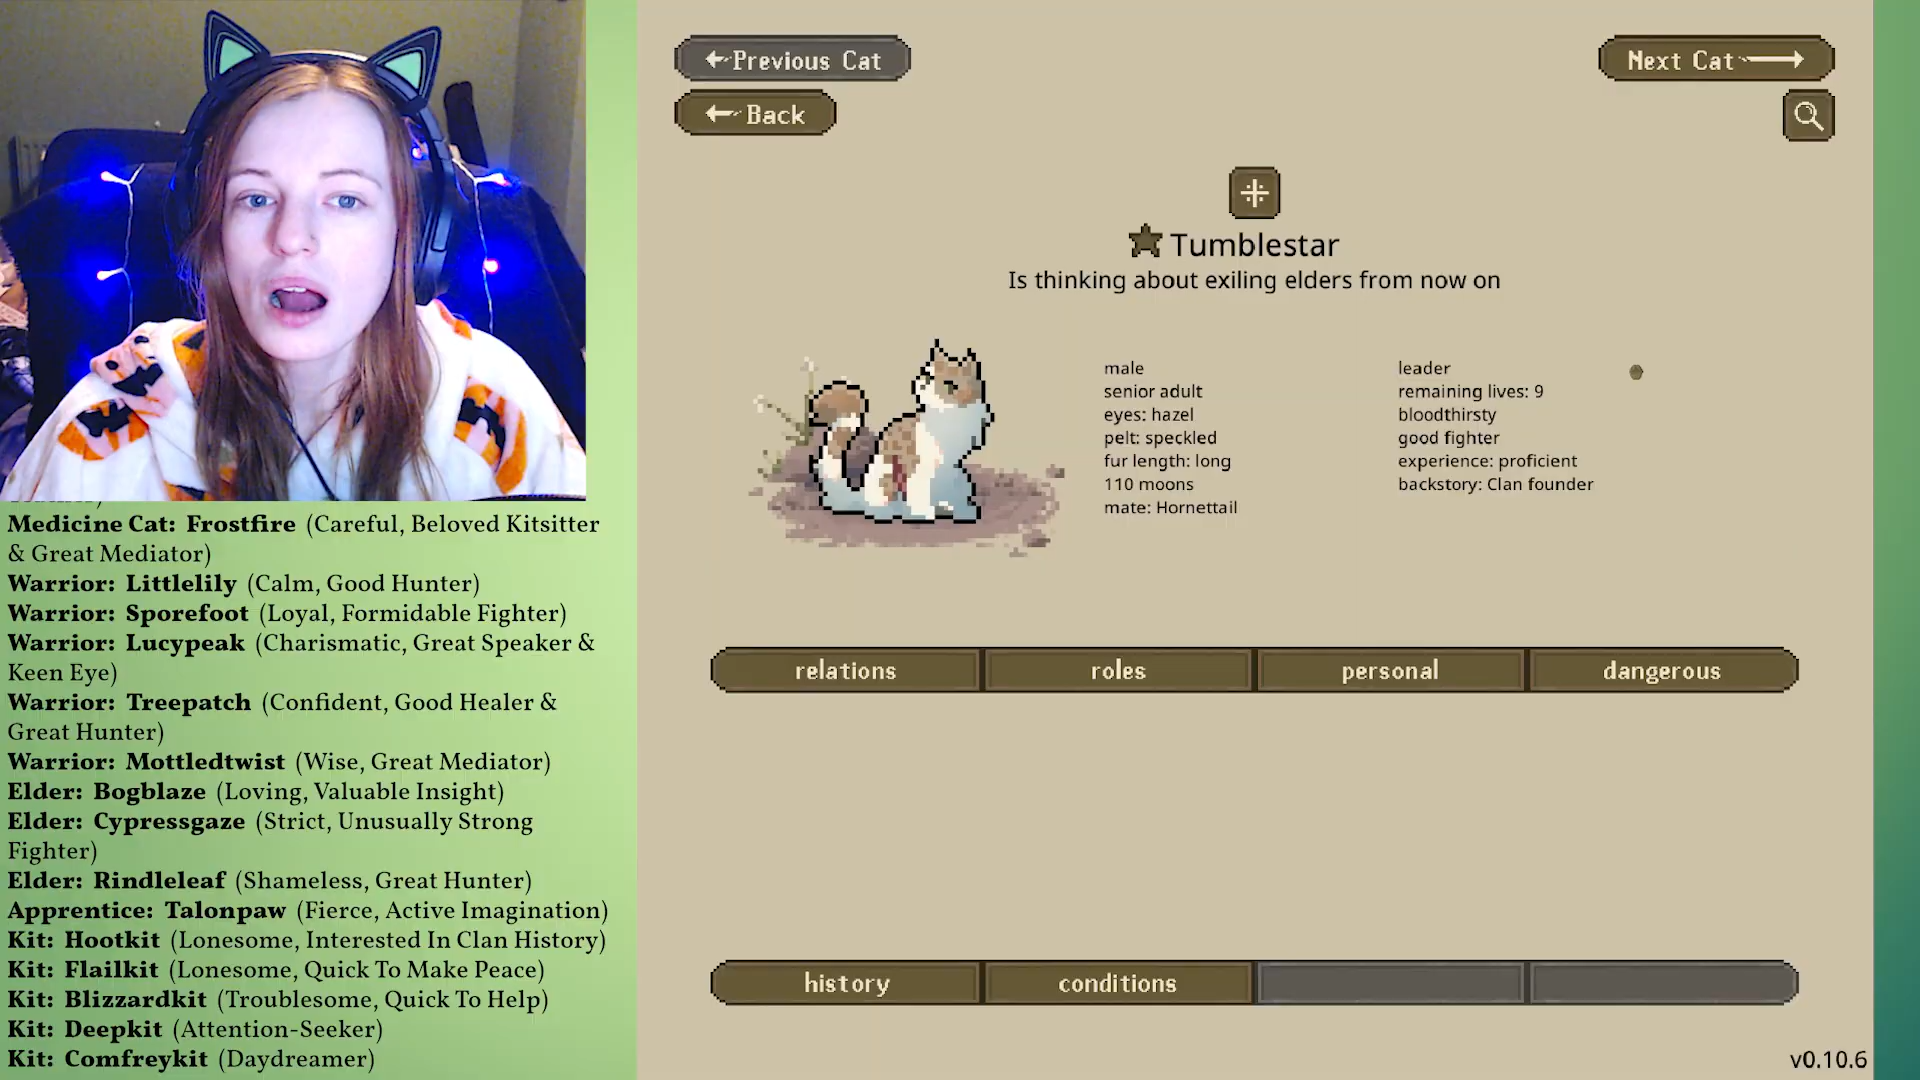 Medicine Cat: Frostfire (Careful, Beloved Kitsitter
& Great Mediator)
Warrior: Littlelily (Calm, Good Hunter)
Warrior: Sporefoot (Loyal, Formidable Fighter)
Warrior: Lucypeak (Charismatic, Great Speaker &
Keen Eye)
Warrior: Treepatch (Confident, Good Healer &
Great Hunter)
Warrior: Mottledtwist (Wise, Great Mediator)
Elder: Bogblaze (Loving, Valuable Insight)
Elder: Cypressgaze (Strict, Unusually Strong
Fighter)
Elder: Rindleleaf (Shameless, Great Hunter)
Apprentice: Talonpaw (Fierce, Active Imagination)
Kit: Hootkit (Lonesome, Interested In Clan History)
Kit: Flailkit (Lonesome, Quick To Make Peace)
Kit: Blizzardkit (Troublesome, Quick To Help)
Kit: Deepkit (Attention-Seeker)
Kit: Comfreykit (Daydreamer)
Previous Cat
Next Cat
Back
Tumblestar
Is thinking about exiling elders from now on
male
senior adult
eyes: hazel
pelt: speckled
fur length: long
110 moons
mate: Hornettail
leader
remaining lives: 9
bloodthirsty
good fighter
experience: proficient
backstory: Clan founder
relations
roles
personal
dangerous
history
conditions
v0.10.6